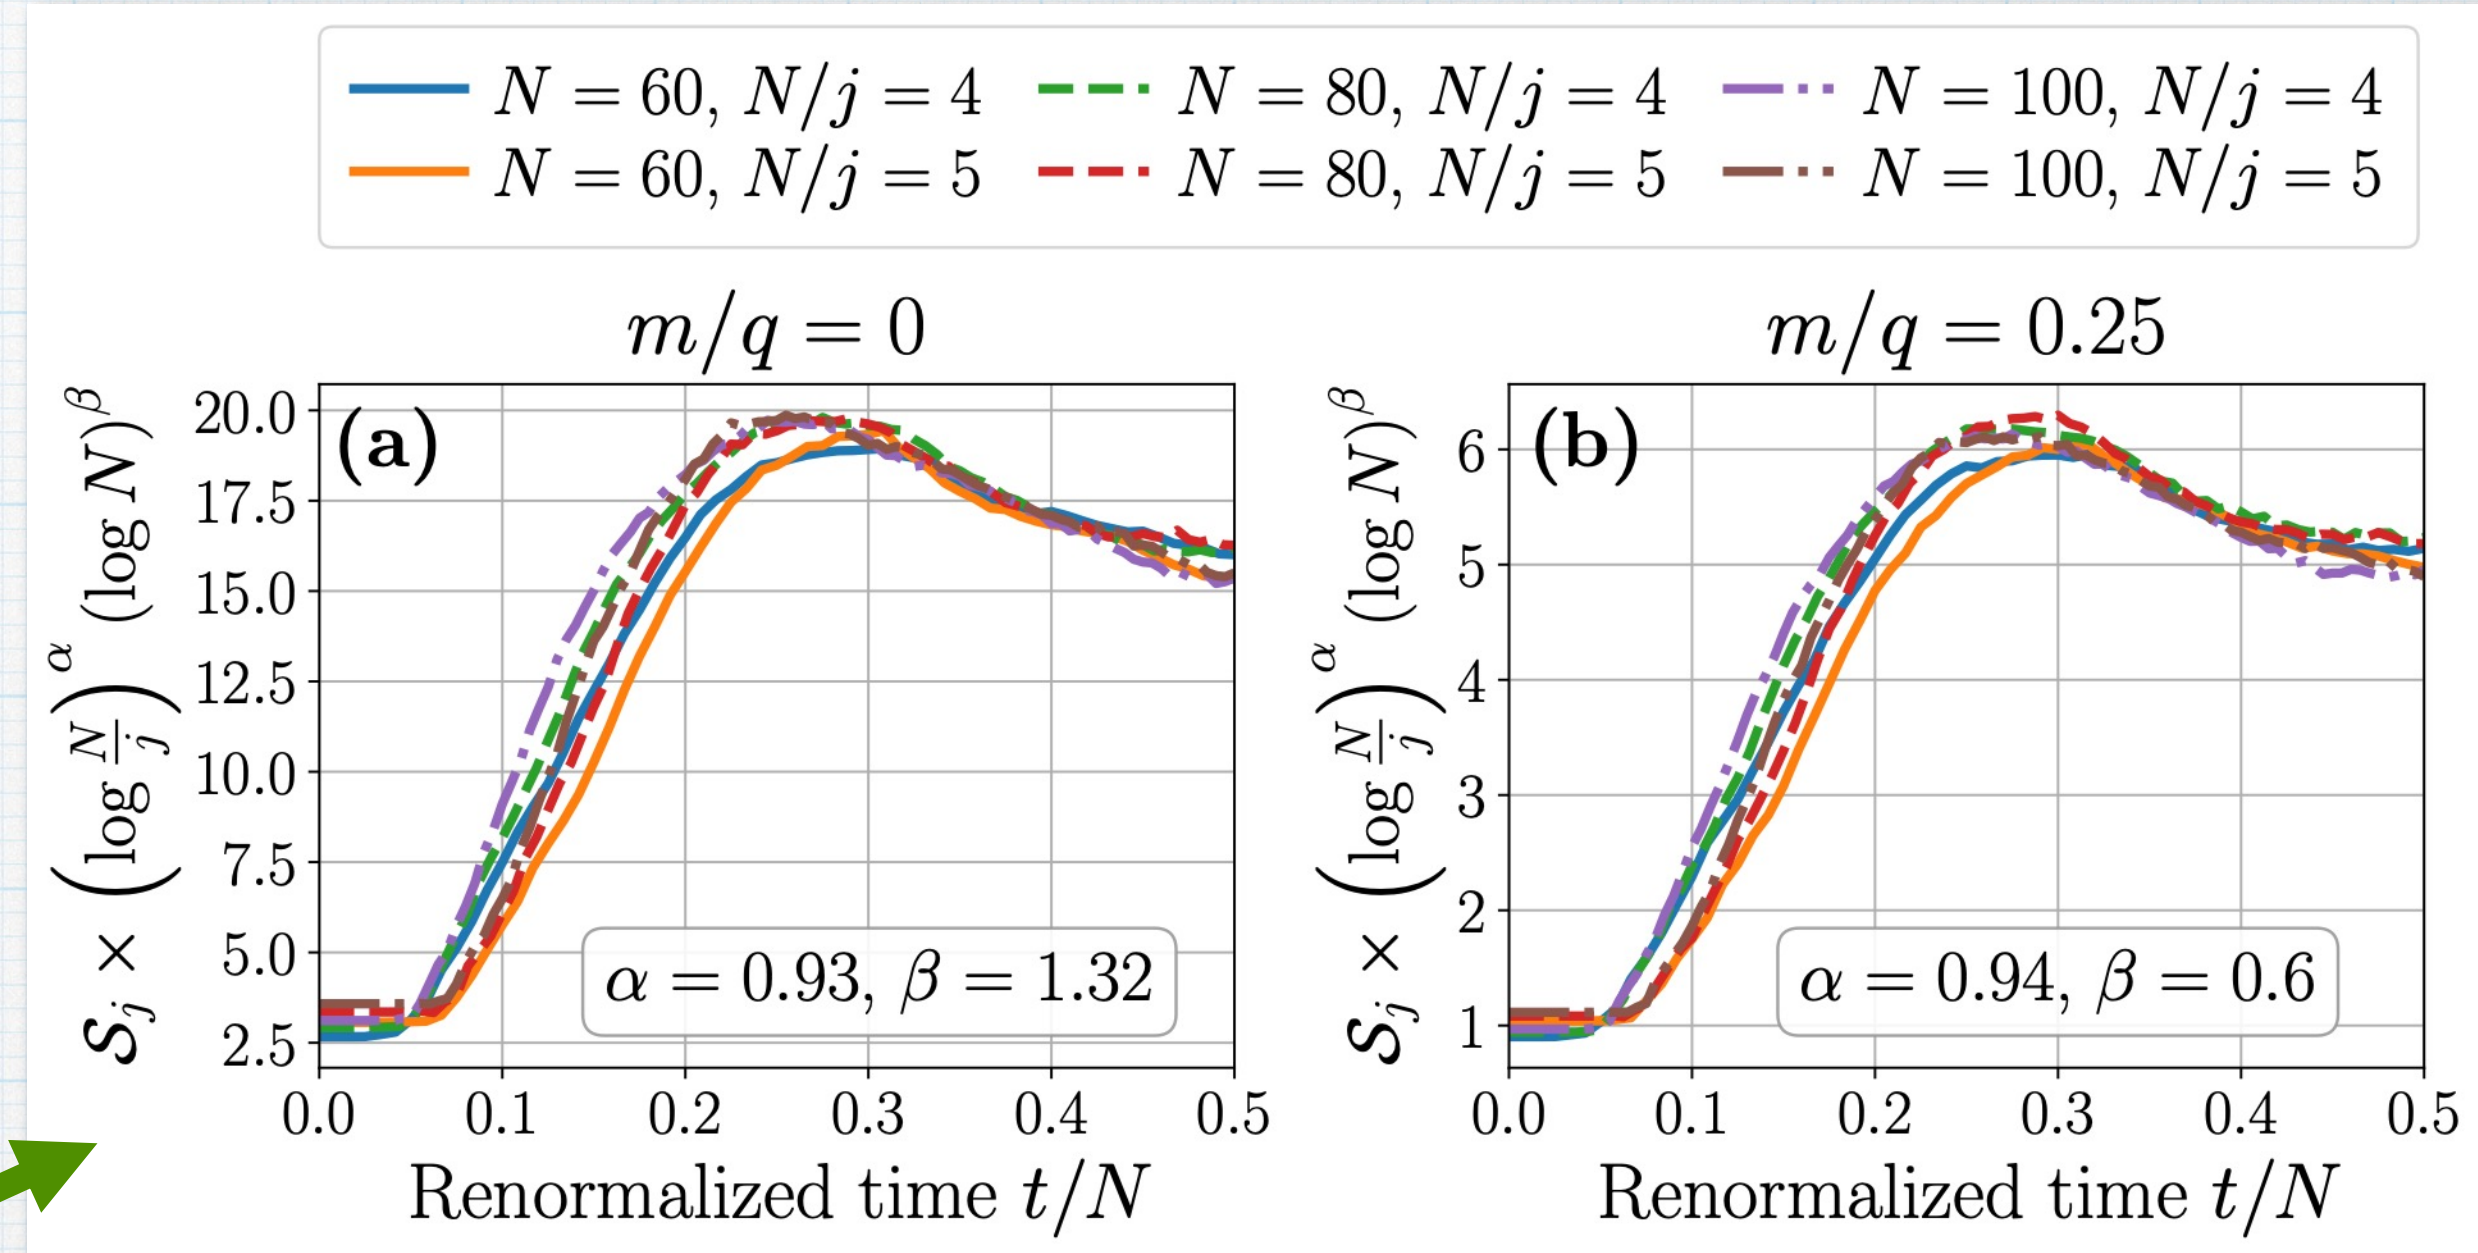 N = 60, N/j = 4
N = 80, N/j = 4
N = 100, N/j = 4
N = 60, N/j = 5
N = 80, N/j = 5
N = 100, N/j = 5
m/q = 0
(a)
𝒮_j × (log N/j)^α (log N)^β
20.0
17.5
15.0
12.5
10.0
7.5
5.0
2.5
α = 0.93, β = 1.32
0.0 0.1 0.2 0.3 0.4 0.5
Renormalized time t/N
m/q = 0.25
(b)
𝒮_j × (log N/j)^α (log N)^β
6
5
4
3
2
1
α = 0.94, β = 0.6
0.0 0.1 0.2 0.3 0.4 0.5
Renormalized time t/N